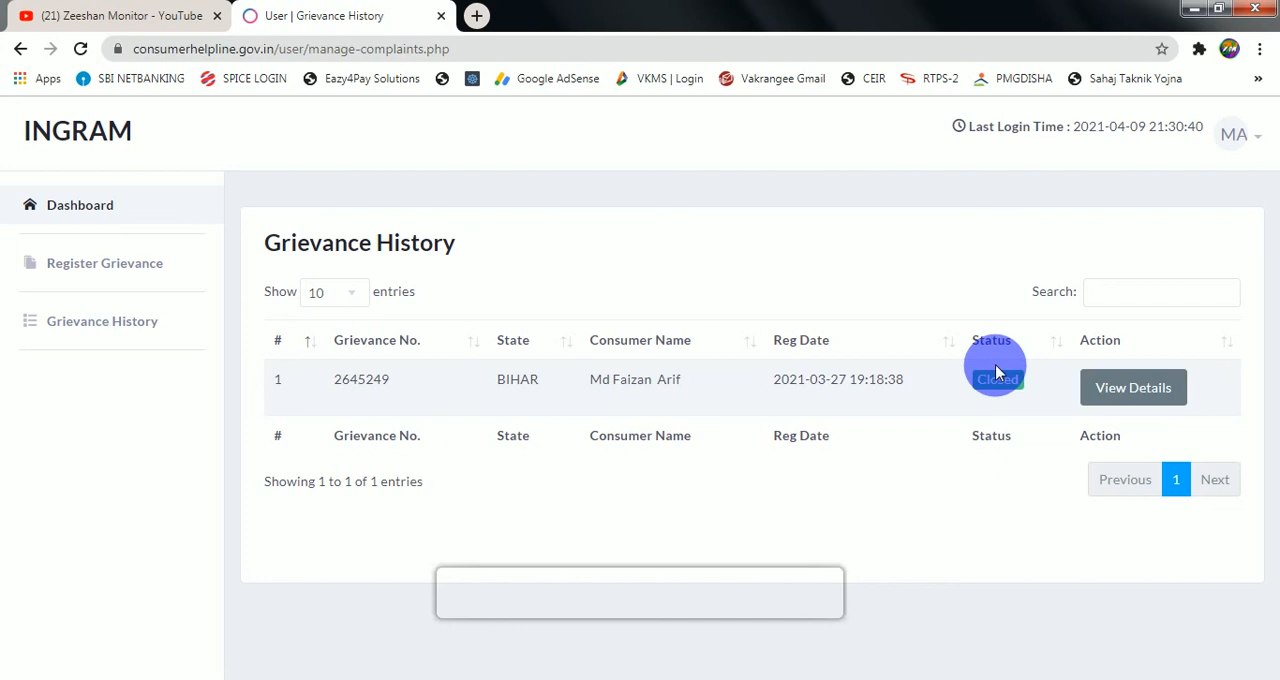 (21) Zeeshan Monitor - YouTube
User | Grievance History
consumerhelpline.gov.in/user/manage-complaints.php
Apps SBI NETBANKING SPICE LOGIN Eazy4Pay Solutions Google AdSense VKMS | Login Vakrangee Gmail CEIR RTPS-2 PMGDISHA Sahaj Taknik Yojna »
INGRAM
Last Login Time : 2021-04-09 21:30:40
MA
Dashboard
Register Grievance
Grievance History
Grievance History
Show 10 entries
Search:
# Grievance No. State Consumer Name Reg Date Status Action
1 2645249 BIHAR Md Faizan Arif 2021-03-27 19:18:38 Closed View Details
# Grievance No. State Consumer Name Reg Date Status Action
Showing 1 to 1 of 1 entries
Previous 1 Next